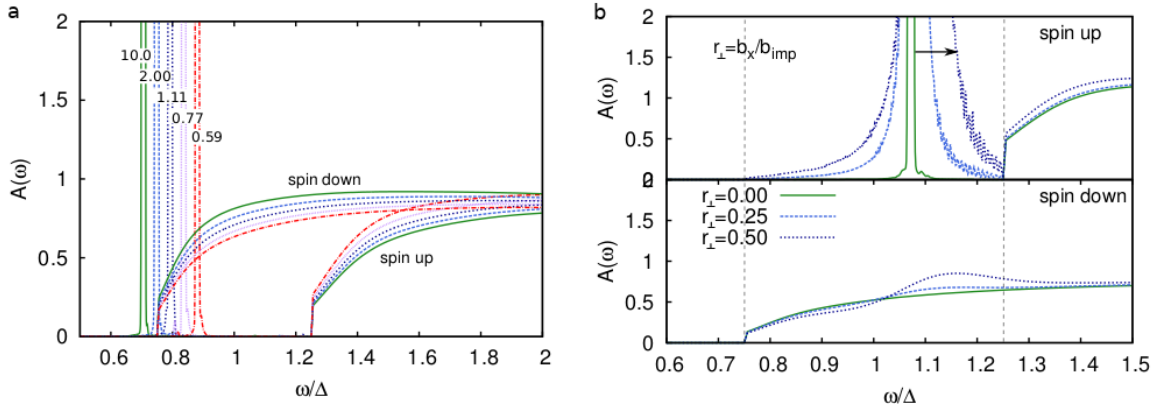 a
2
1.5
1
0.5
0
A(ω)
10.0
2.00
1.11
0.77
0.59
spin down
spin up
0.6
0.8
1
1.2
1.4
1.6
1.8
2
ω/Δ
b
2
1.5
1
0.5
0
A(ω)
r⊥=bx/bimp
spin up
2
1.5
1
0.5
0
A(ω)
r⊥=0.00
r⊥=0.25
r⊥=0.50
spin down
0.6
0.7
0.8
0.9
1
1.1
1.2
1.3
1.4
1.5
ω/Δ